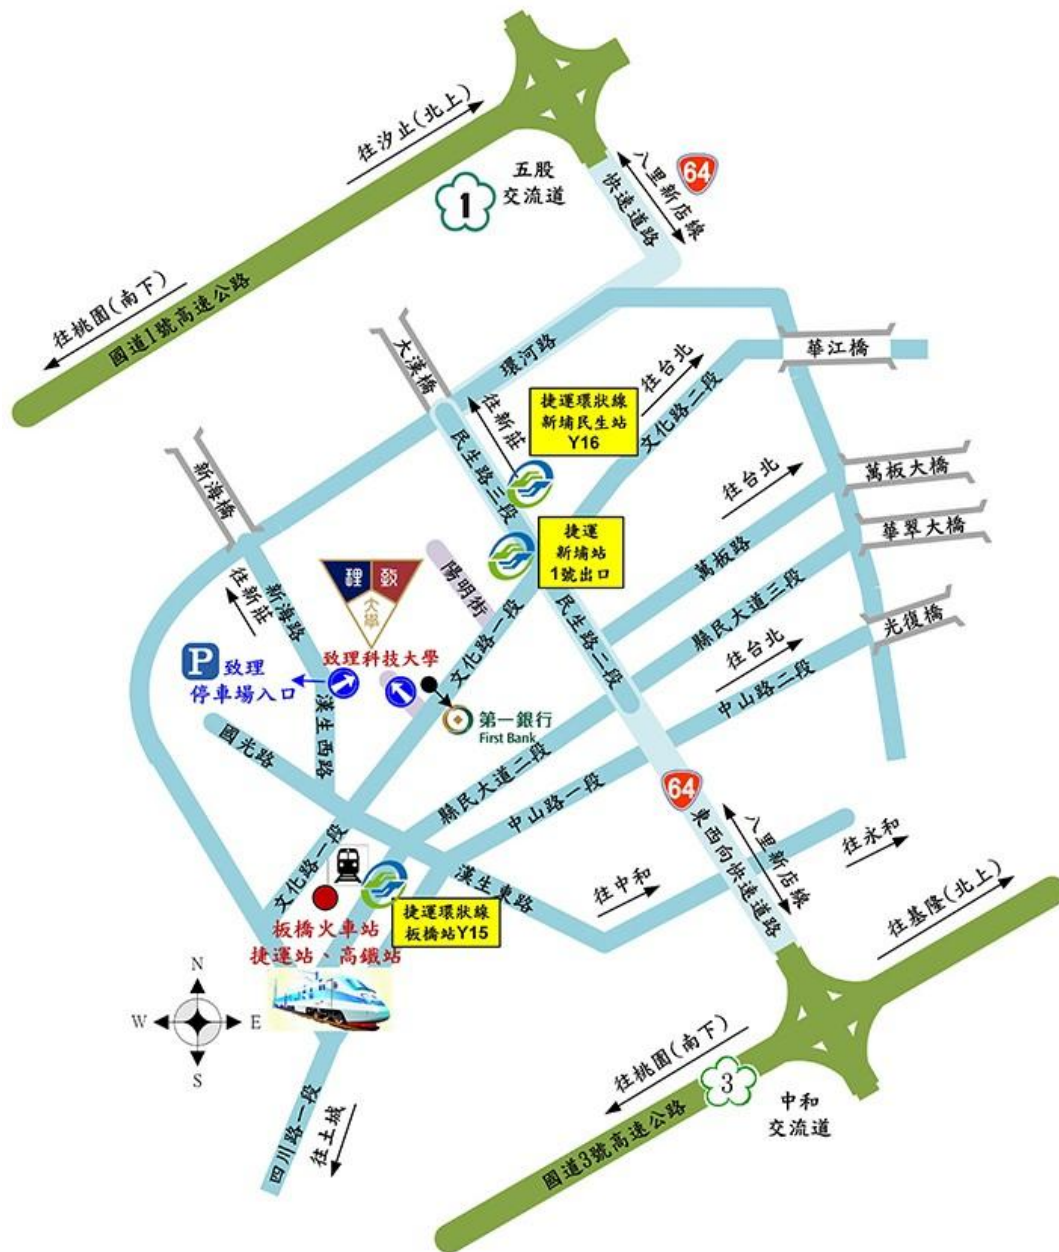 往汐止(北上)
五股
交流道
1
64
八里新店線
快速道路
往桃園(南下)
國道1號高速公路
大漢橋
環河路
往台北
華江橋
往新莊
捷運環狀線
新埔民生站
Y16
文化路二段
民生路三段
新海橋
萬板大橋
往台北
華翠大橋
捷運
新埔站
1號出口
陽明街
萬板路
縣民大道三段
往新莊
新海路
理致
大學
光復橋
文化路一段
民生路二段
往台北
中山路二段
P
致理
停車場入口
致理科技大學
第一銀行
First Bank
漢生西路
國光路
縣民大道二段
中山路一段
64
東西向快速道路
八里新店線
往永和
漢生東路
往中和
文化路一段
捷運環狀線
板橋站Y15
板橋火車站
捷運站、高鐵站
往基隆(北上)
N
W
E
S
四川路一段
往土城
往桃園(南下)
3
中和
交流道
國道3號高速公路